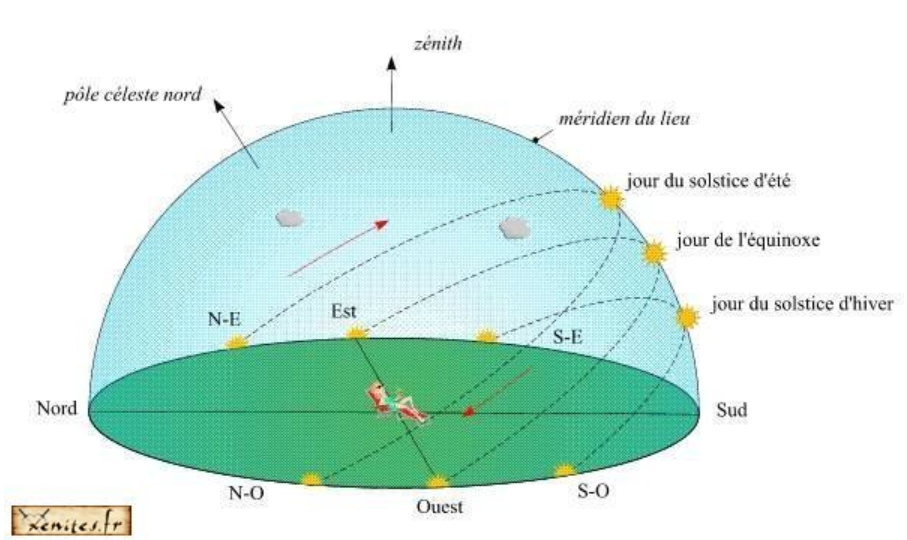 zénith
pôle céleste nord
méridien du lieu
jour du solstice d'été
jour de l'équinoxe
jour du solstice d'hiver
N-E
Est
S-E
Nord
Sud
N-O
Ouest
S-O
Xenites.fr